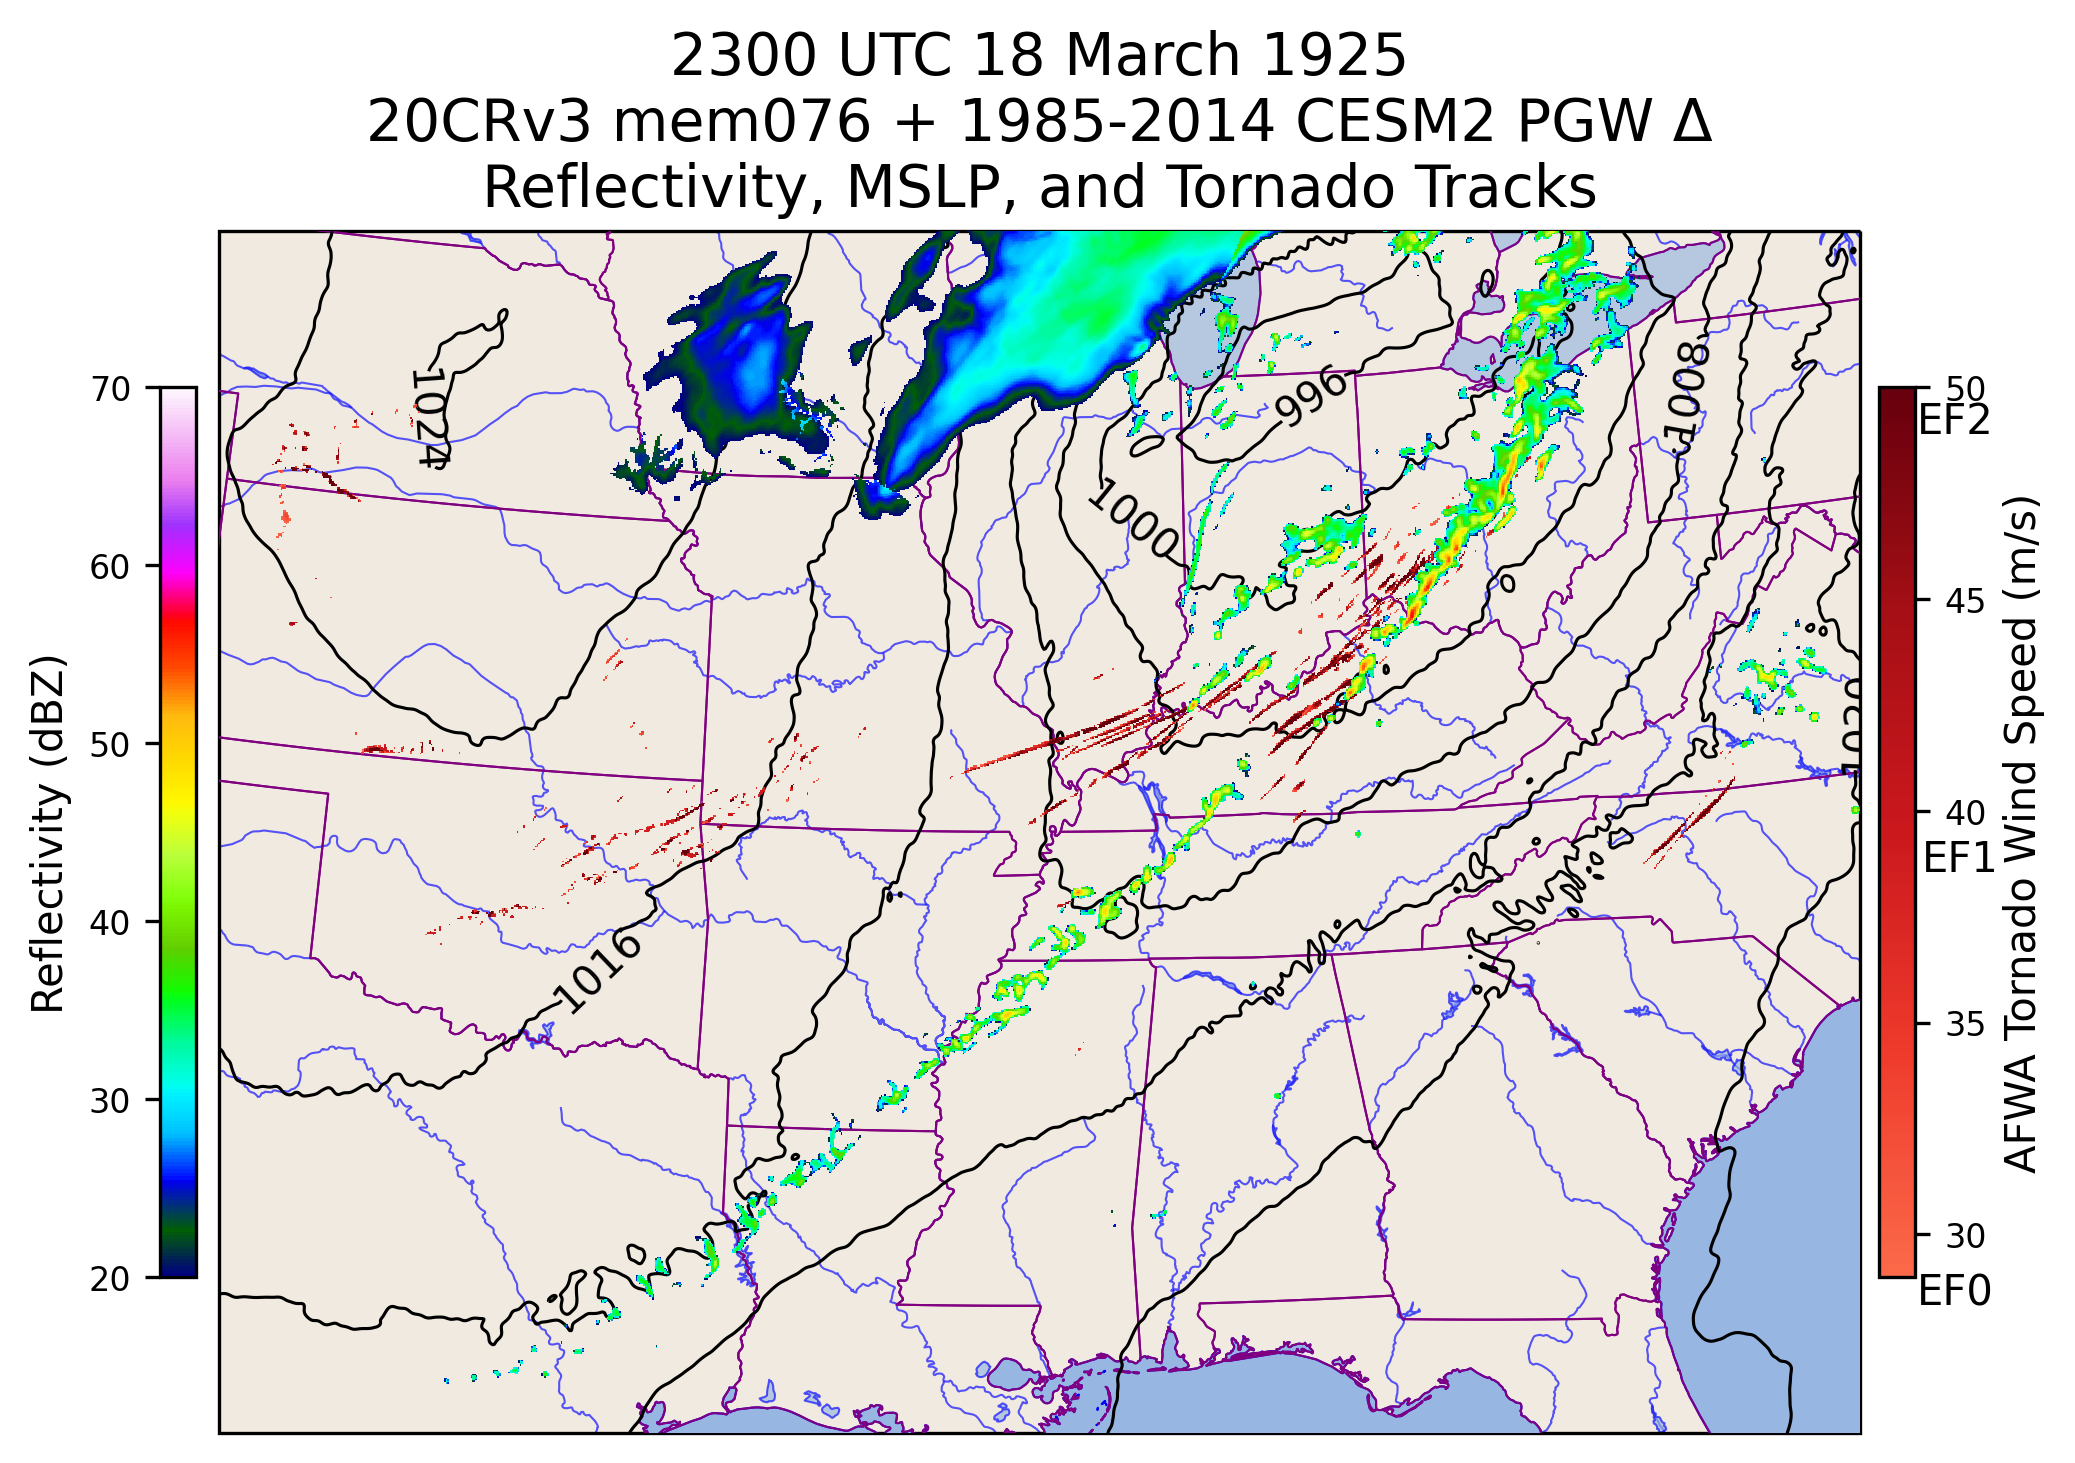 2300 UTC 18 March 1925
20CRv3 mem076 + 1985-2014 CESM2 PGW Δ
Reflectivity, MSLP, and Tornado Tracks
Reflectivity (dBZ)
70
60
50
40
30
20
1024
996
1008
1000
1020
1016
50
EF2
45
40
EF1
35
30
EF0
AFWA Tornado Wind Speed (m/s)